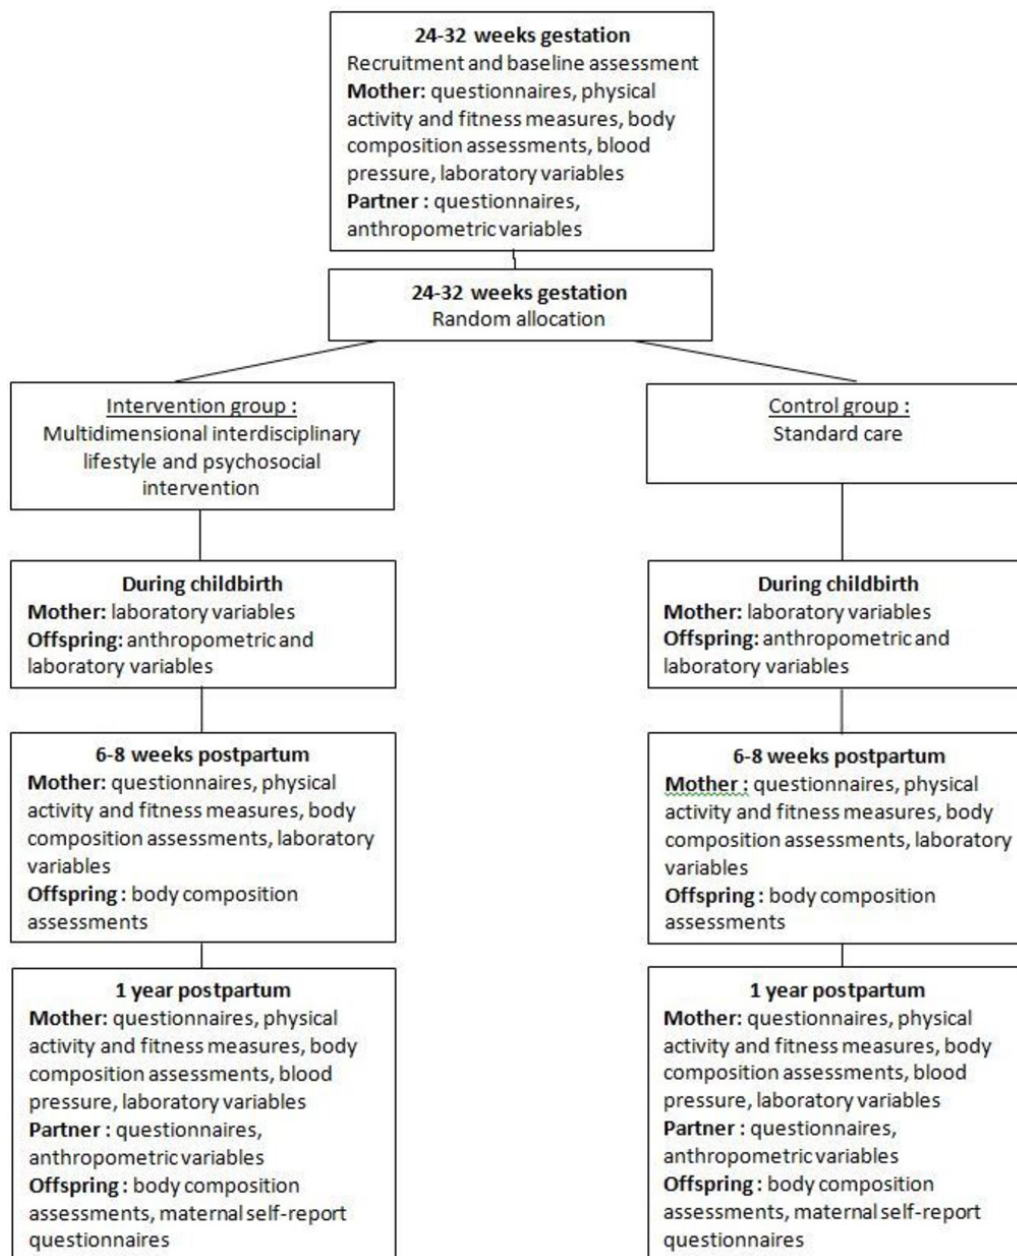 24-32 weeks gestation
Recruitment and baseline assessment
Mother: questionnaires, physical
activity and fitness measures, body
composition assessments, blood
pressure, laboratory variables
Partner : questionnaires,
anthropometric variables
24-32 weeks gestation
Random allocation
Intervention group :
Multidimensional interdisciplinary
lifestyle and psychosocial
intervention
Control group :
Standard care
During childbirth
Mother: laboratory variables
Offspring: anthropometric and
laboratory variables
During childbirth
Mother: laboratory variables
Offspring: anthropometric and
laboratory variables
6-8 weeks postpartum
Mother: questionnaires, physical
activity and fitness measures, body
composition assessments, laboratory
variables
Offspring : body composition
assessments
6-8 weeks postpartum
Mother : questionnaires, physical
activity and fitness measures, body
composition assessments, laboratory
variables
Offspring : body composition
assessments
1 year postpartum
Mother: questionnaires, physical
activity and fitness measures, body
composition assessments, blood
pressure, laboratory variables
Partner : questionnaires,
anthropometric variables
Offspring : body composition
assessments, maternal self-report
questionnaires
1 year postpartum
Mother: questionnaires, physical
activity and fitness measures, body
composition assessments, blood
pressure, laboratory variables
Partner : questionnaires,
anthropometric variables
Offspring : body composition
assessments, maternal self-report
questionnaires